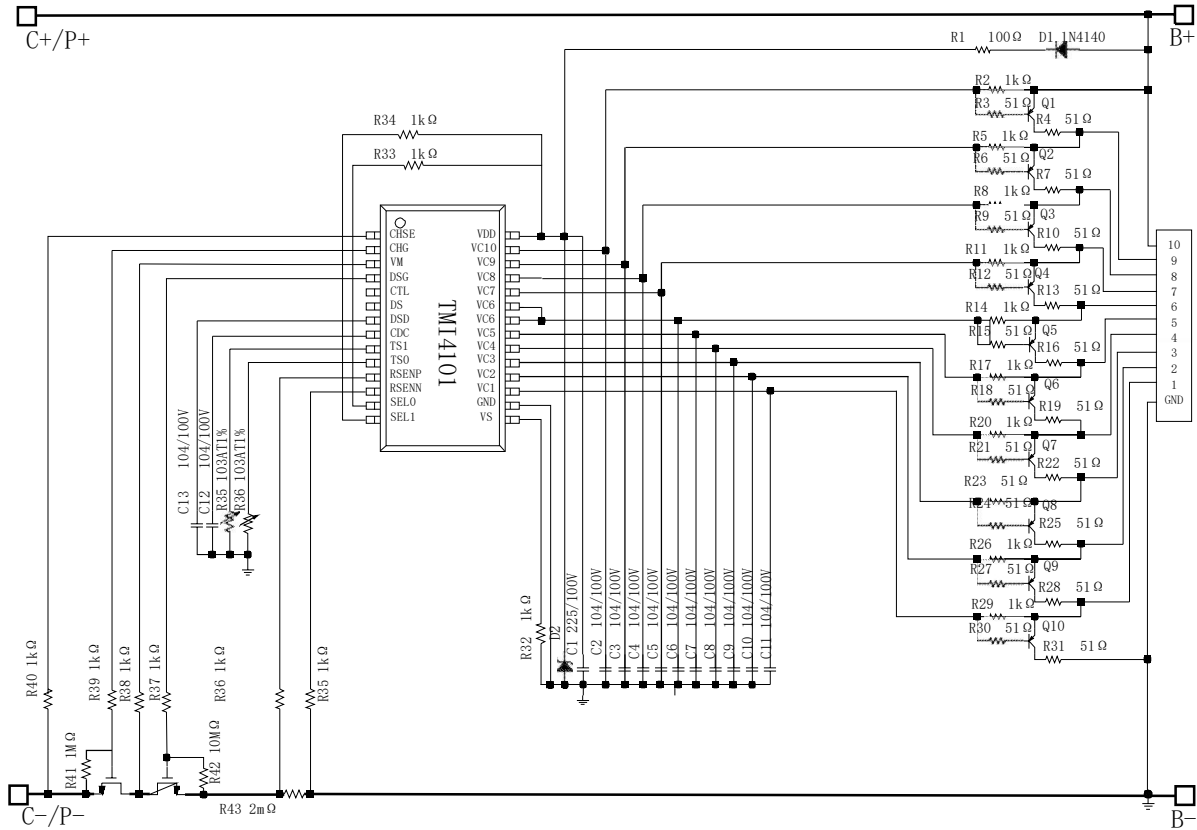 C+/P+
B+
R1 100Ω D1 1N4140
R2 1kΩ
R3 51Ω Q1
R4 51Ω
R5 1kΩ
R6 51Ω Q2
R7 51Ω
R8 1kΩ
R9 51Ω Q3
R10 51Ω
R11 1kΩ
R12 51Ω Q4
R13 51Ω
R14 1kΩ
R15 51Ω Q5
R16 51Ω
R17 1kΩ
R18 51Ω Q6
R19 51Ω
R20 1kΩ
R21 51Ω Q7
R22 51Ω
R23 51Ω
R24 51Ω Q8
R25 51Ω
R26 1kΩ
R27 51Ω Q9
R28 51Ω
R29 1kΩ
R30 51Ω Q10
R31 51Ω
10
9
8
7
6
5
4
3
2
1
GND
R34 1kΩ
R33 1kΩ
TMI4101
CHSE
CHG
VM
DSG
CTL
DS
DSD
CDC
TS1
TS0
RSENP
RSENN
SEL0
SEL1
VDD
VC10
VC9
VC8
VC7
VC6
VC6
VC5
VC4
VC3
VC2
VC1
GND
VS
C13 104/100V
C12 104/100V
R35 103AT1%
R36 103AT1%
R32 1kΩ
D2
C1 225/100V
C2 104/100V
C3 104/100V
C4 104/100V
C5 104/100V
C6 104/100V
C7 104/100V
C8 104/100V
C9 104/100V
C10 104/100V
C11 104/100V
R40 1kΩ
R39 1kΩ
R38 1kΩ
R37 1kΩ
R36 1kΩ
R35 1kΩ
R41 1MΩ
R42 10MΩ
R43 2mΩ
C-/P-
B-